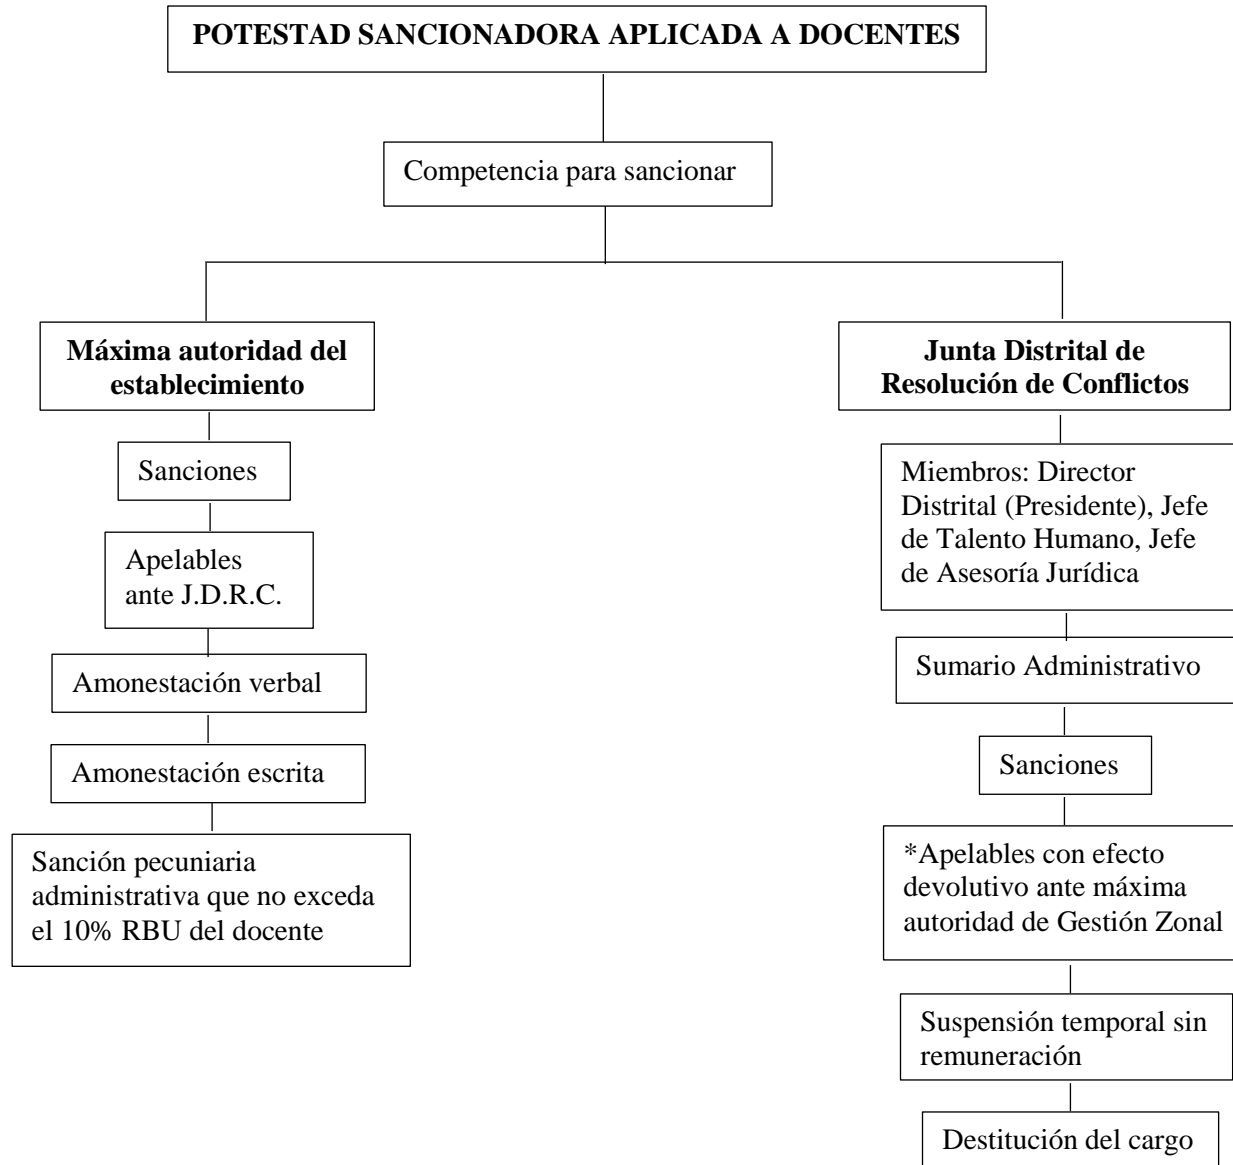 POTESTAD SANCIONADORA APLICADA A DOCENTES
Competencia para sancionar
Máxima autoridad del
establecimiento
Sanciones
Apelables
ante J.D.R.C.
Amonestación verbal
Amonestación escrita
Sanción pecuniaria
administrativa que no exceda
el 10% RBU del docente
Junta Distrital de
Resolución de Conflictos
Miembros: Director
Distrital (Presidente), Jefe
de Talento Humano, Jefe
de Asesoría Jurídica
Sumario Administrativo
Sanciones
*Apelables con efecto
devolutivo ante máxima
autoridad de Gestión Zonal
Suspensión temporal sin
remuneración
Destitución del cargo